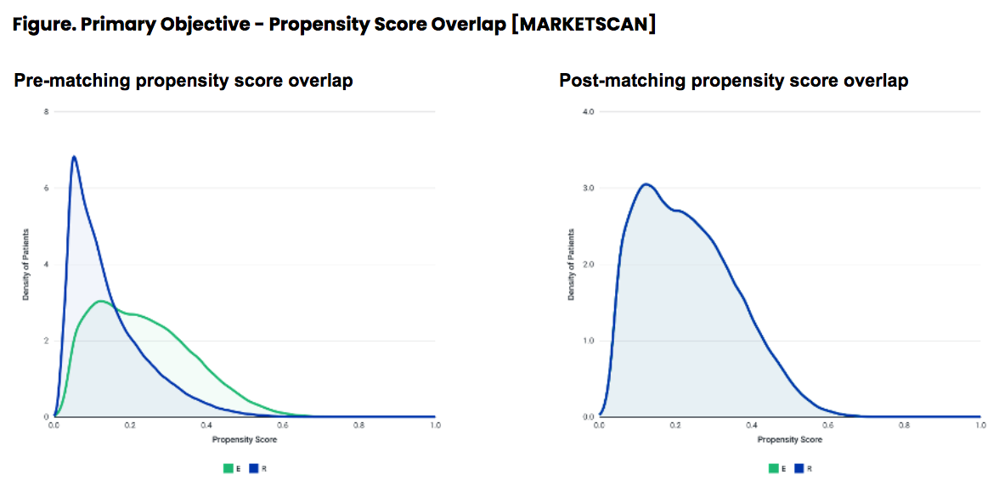 Figure. Primary Objective - Propensity Score Overlap [MARKETSCAN]
Pre-matching propensity score overlap
8
6
4
2
0
Density of Patients
0.0 0.2 0.4 0.6 0.8 1.0
Propensity Score
E R
Post-matching propensity score overlap
4.0
3.0
2.0
1.0
0.0
Density of Patients
0.0 0.2 0.4 0.6 0.8 1.0
Propensity Score
E R